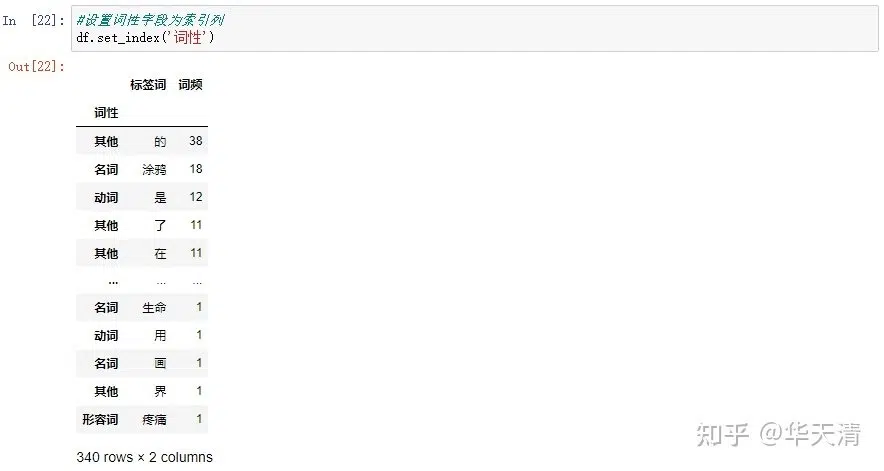 In [22]: #设置词性字段为索引列
df.set_index('词性')
Out[22]:
标签词 词频
词性
其他 的 38
名词 涂鸦 18
动词 是 12
其他 了 11
其他 在 11
... ... ...
名词 生命 1
动词 用 1
名词 画 1
其他 界 1
形容词 疼痛 1
340 rows × 2 columns
知乎 @华天清